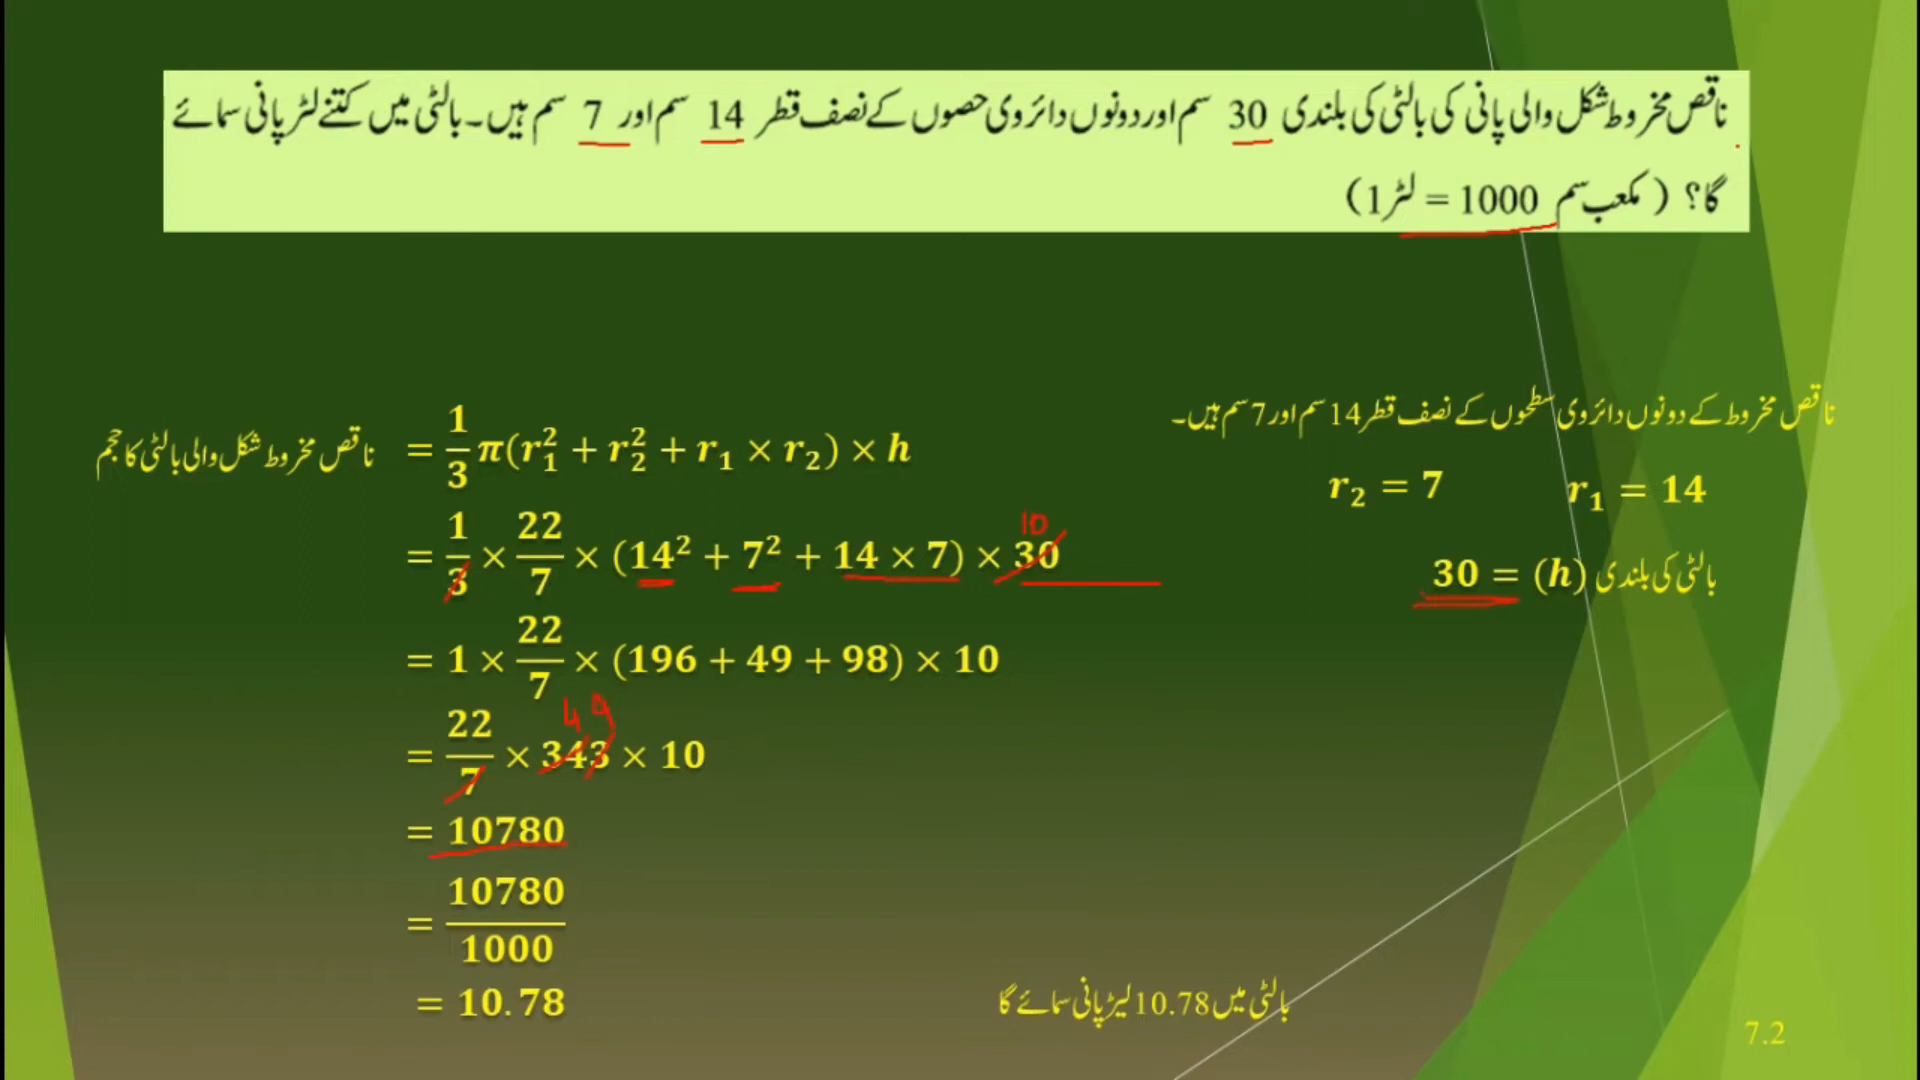 ناقص مخروط شکل والی پانی کی بالٹی کی بلندی 30 سم اور دونوں دائروی حصوں کے نصف قطر 14 سم اور 7 سم ہیں۔ بالٹی میں کتنے لٹر پانی سمائے
گا؟ ( مکعب سم 1000 = لٹر 1)
ناقص مخروط کے دونوں دائروی سطحوں کے نصف قطر 14 سم اور 7 سم ہیں۔
r₂ = 7 r₁ = 14
بالٹی کی بلندی (h) = 30
ناقص مخروط شکل والی بالٹی کا حجم = 1/3 π(r₁² + r₂² + r₁ × r₂) × h
= 1/3 × 22/7 × (14² + 7² + 14 × 7) × 30 10
= 1 × 22/7 × (196 + 49 + 98) × 10
= 22/7 × 343 × 10 49
= 10780
= 10780/1000
= 10.78
بالٹی میں 10.78 لیٹر پانی سمائے گا
7.2